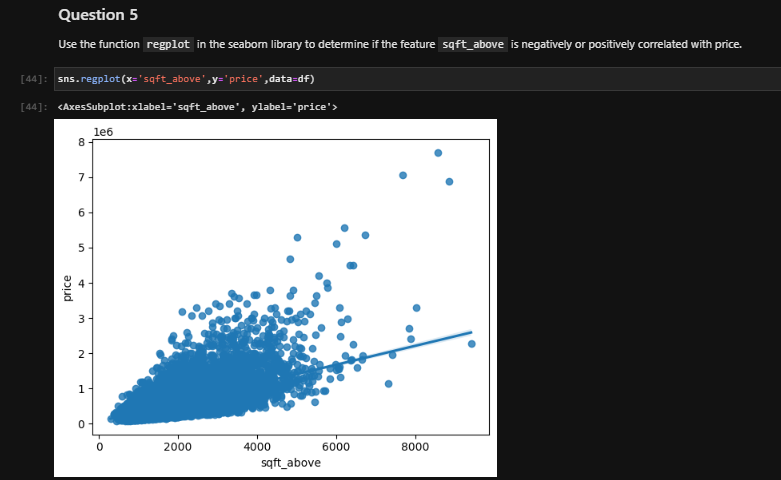 Question 5
Use the function regplot in the seaborn library to determine if the feature sqft_above is negatively or positively correlated with price.
[44]: sns.regplot(x='sqft_above',y='price',data=df)
[44]: <AxesSubplot:xlabel='sqft_above', ylabel='price'>
1e6
8
7
6
5
4
3
2
1
0
price
0 2000 4000 6000 8000
sqft_above